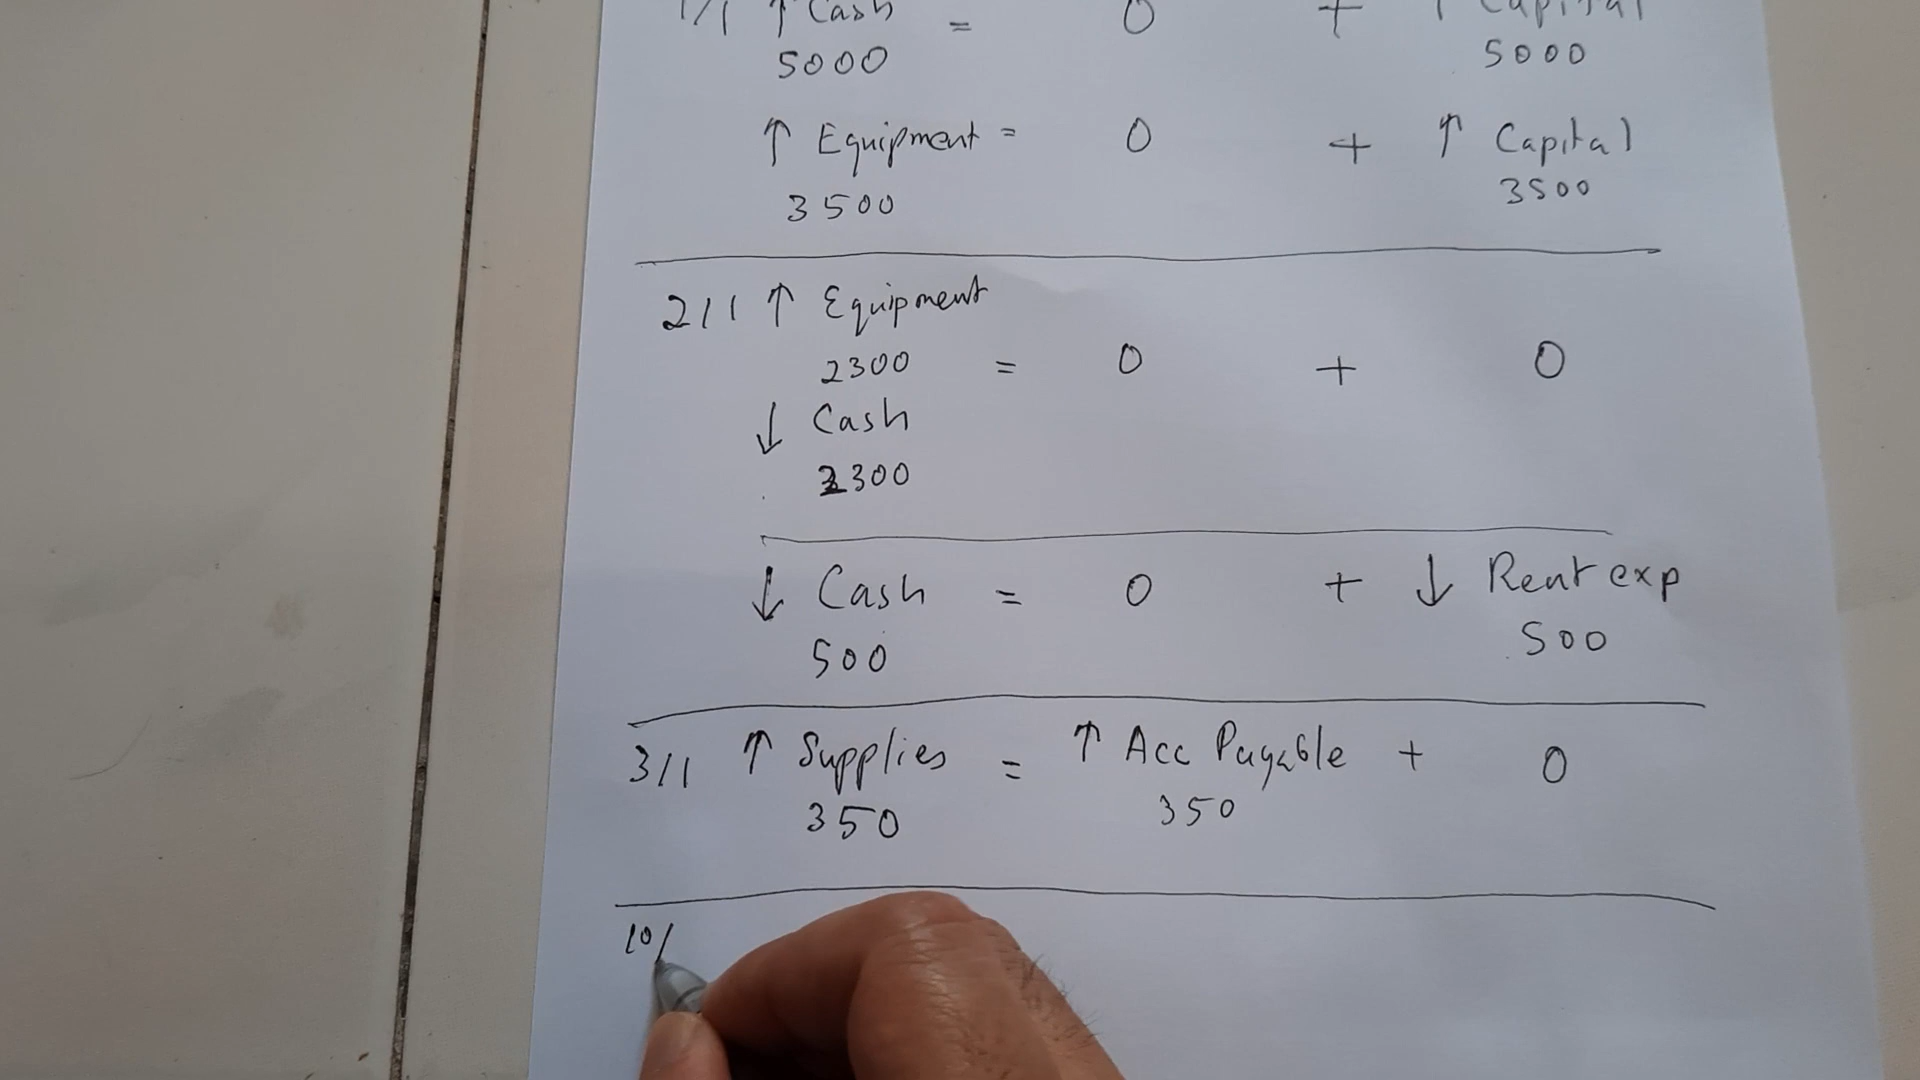 1/1 ↑ Cash = 0 + ↑ Capital
5000 5000
↑ Equipment = 0 + ↑ Capital
3500 3500
2/1 ↑ Equipment
2300 = 0 + 0
↓ Cash
2300
↓ Cash = 0 + ↓ Rent exp
500 500
3/1 ↑ Supplies = ↑ Acc Payable + 0
350 350
10/